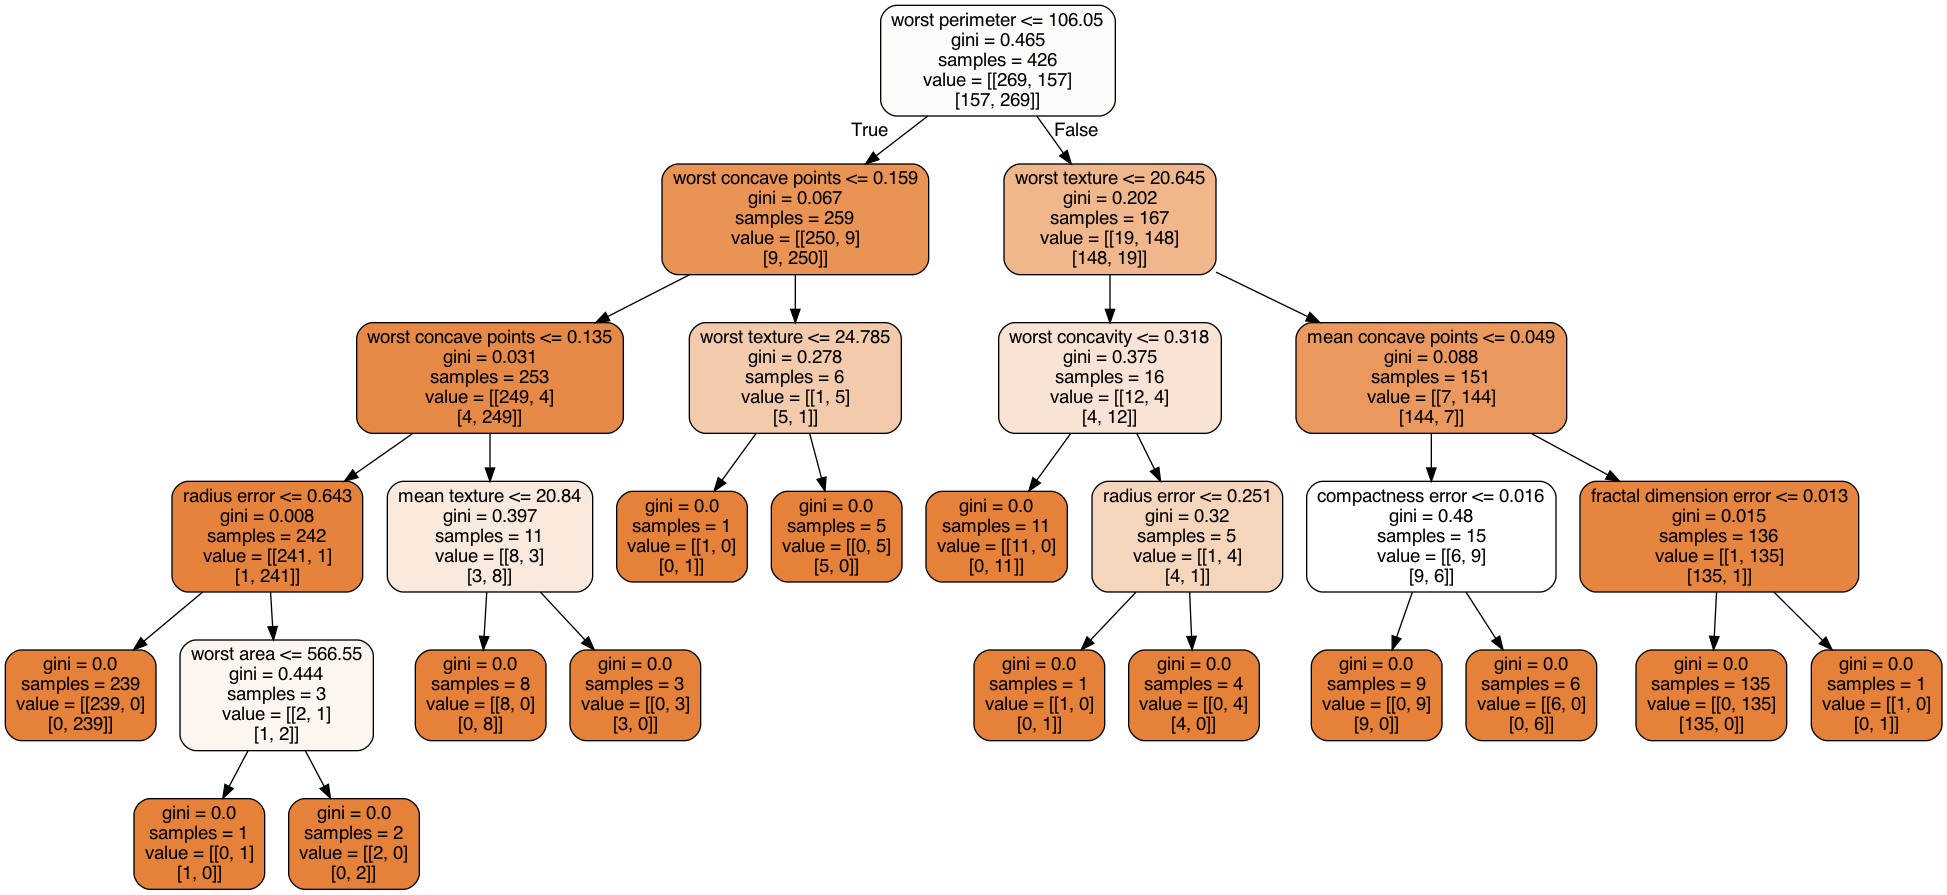 worst perimeter <= 106.05
gini = 0.465
samples = 426
value = [[269, 157]
[157, 269]]
True
False
worst concave points <= 0.159
gini = 0.067
samples = 259
value = [[250, 9]
[9, 250]]
worst texture <= 20.645
gini = 0.202
samples = 167
value = [[19, 148]
[148, 19]]
worst concave points <= 0.135
gini = 0.031
samples = 253
value = [[249, 4]
[4, 249]]
worst texture <= 24.785
gini = 0.278
samples = 6
value = [[1, 5]
[5, 1]]
worst concavity <= 0.318
gini = 0.375
samples = 16
value = [[12, 4]
[4, 12]]
mean concave points <= 0.049
gini = 0.088
samples = 151
value = [[7, 144]
[144, 7]]
radius error <= 0.643
gini = 0.008
samples = 242
value = [[241, 1]
[1, 241]]
mean texture <= 20.84
gini = 0.397
samples = 11
value = [[8, 3]
[3, 8]]
gini = 0.0
samples = 1
value = [[1, 0]
[0, 1]]
gini = 0.0
samples = 5
value = [[0, 5]
[5, 0]]
gini = 0.0
samples = 11
value = [[11, 0]
[0, 11]]
radius error <= 0.251
gini = 0.32
samples = 5
value = [[1, 4]
[4, 1]]
compactness error <= 0.016
gini = 0.48
samples = 15
value = [[6, 9]
[9, 6]]
fractal dimension error <= 0.013
gini = 0.015
samples = 136
value = [[1, 135]
[135, 1]]
gini = 0.0
samples = 239
value = [[239, 0]
[0, 239]]
worst area <= 566.55
gini = 0.444
samples = 3
value = [[2, 1]
[1, 2]]
gini = 0.0
samples = 8
value = [[8, 0]
[0, 8]]
gini = 0.0
samples = 3
value = [[0, 3]
[3, 0]]
gini = 0.0
samples = 1
value = [[1, 0]
[0, 1]]
gini = 0.0
samples = 4
value = [[0, 4]
[4, 0]]
gini = 0.0
samples = 9
value = [[0, 9]
[9, 0]]
gini = 0.0
samples = 6
value = [[6, 0]
[0, 6]]
gini = 0.0
samples = 135
value = [[0, 135]
[135, 0]]
gini = 0.0
samples = 1
value = [[1, 0]
[0, 1]]
gini = 0.0
samples = 1
value = [[0, 1]
[1, 0]]
gini = 0.0
samples = 2
value = [[2, 0]
[0, 2]]